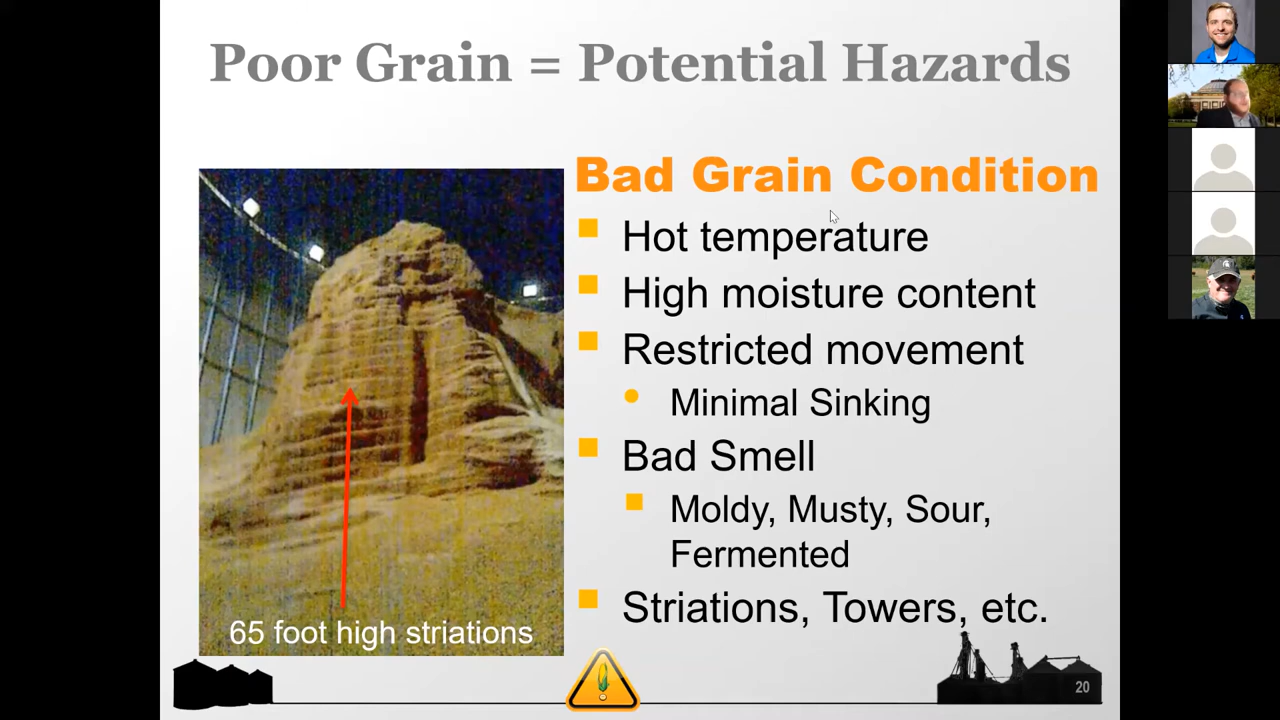 Poor Grain = Potential Hazards
Bad Grain Condition
Hot temperature
High moisture content
Restricted movement
Minimal Sinking
Bad Smell
Moldy, Musty, Sour,
Fermented
Striations, Towers, etc.
65 foot high striations
20